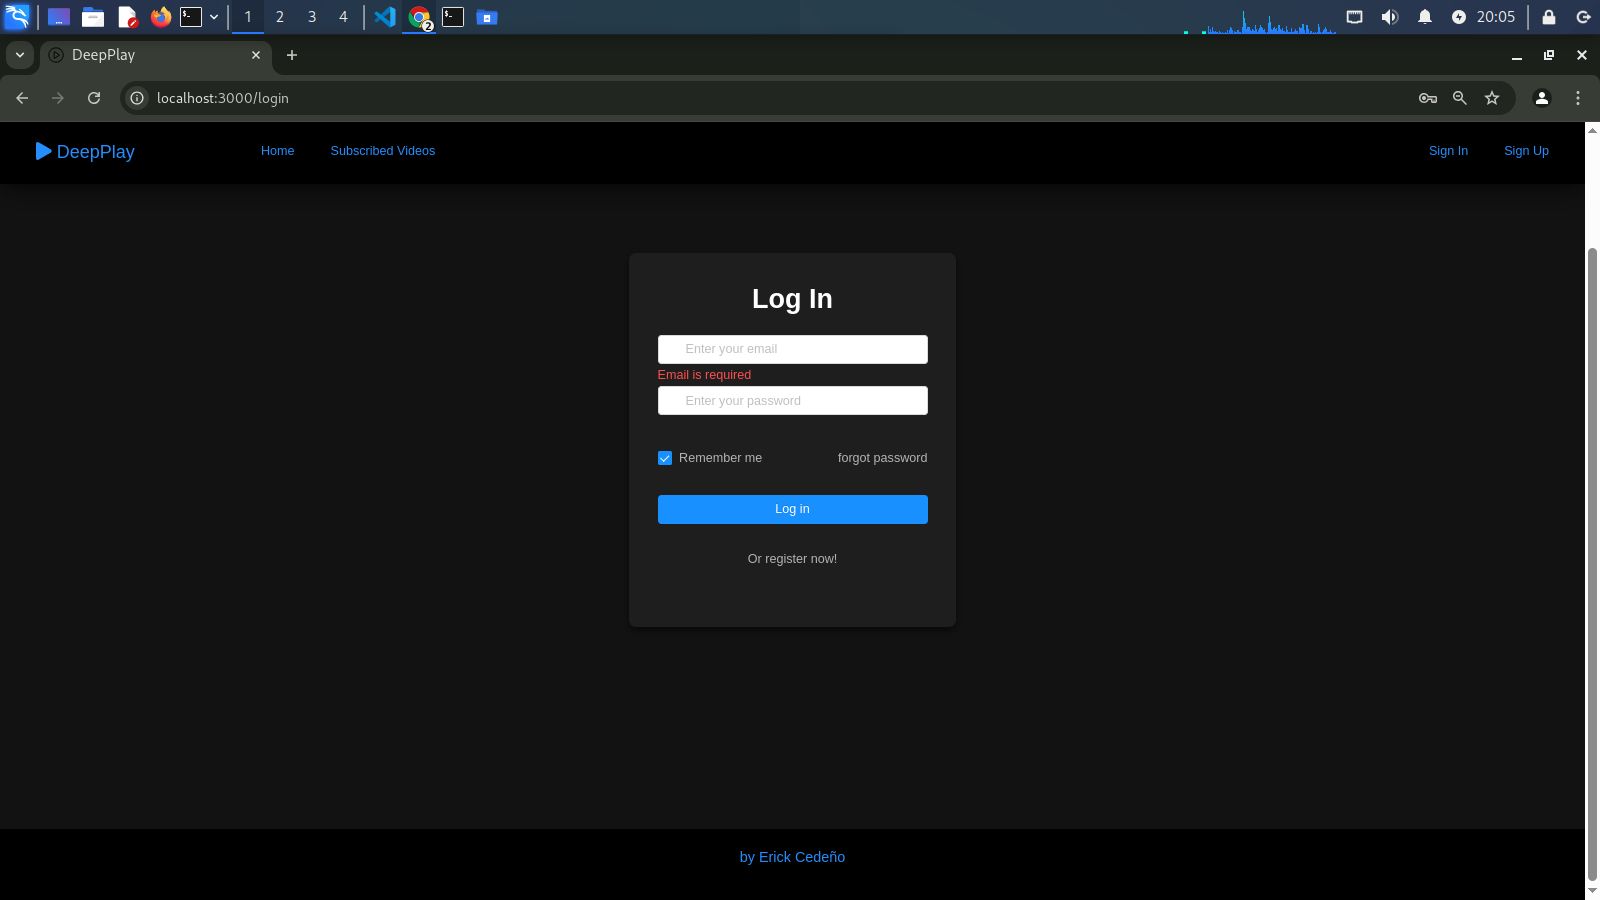 1 2 3 4
20:05
DeepPlay
localhost:3000/login
DeepPlay Home Subscribed Videos Sign In Sign Up
Log In
Enter your email
Email is required
Enter your password
Remember me forgot password
Log in
Or register now!
by Erick Cedeño